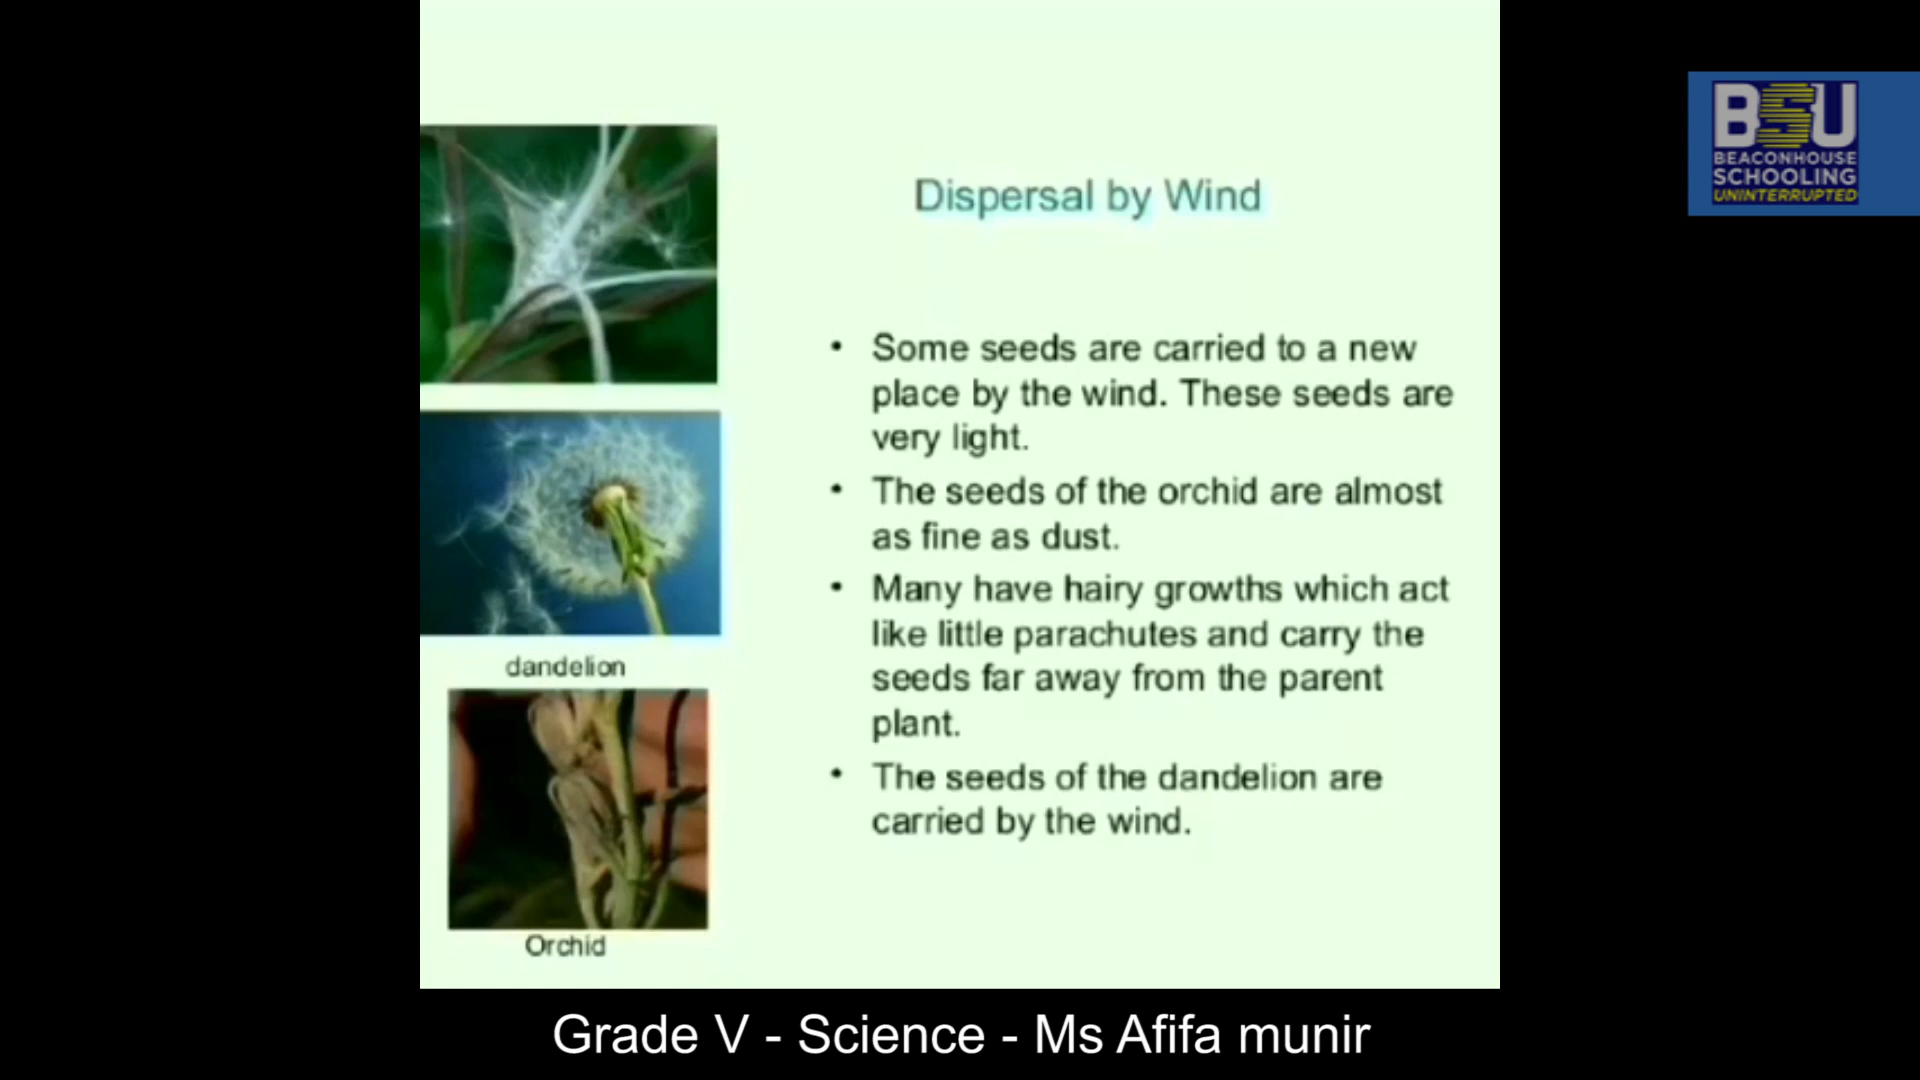 BSU
BEACONHOUSE
SCHOOLING
UNINTERRUPTED
Dispersal by Wind
• Some seeds are carried to a new
place by the wind. These seeds are
very light.
• The seeds of the orchid are almost
as fine as dust.
• Many have hairy growths which act
like little parachutes and carry the
seeds far away from the parent
plant.
• The seeds of the dandelion are
carried by the wind.
dandelion
Orchid
Grade V - Science - Ms Afifa munir